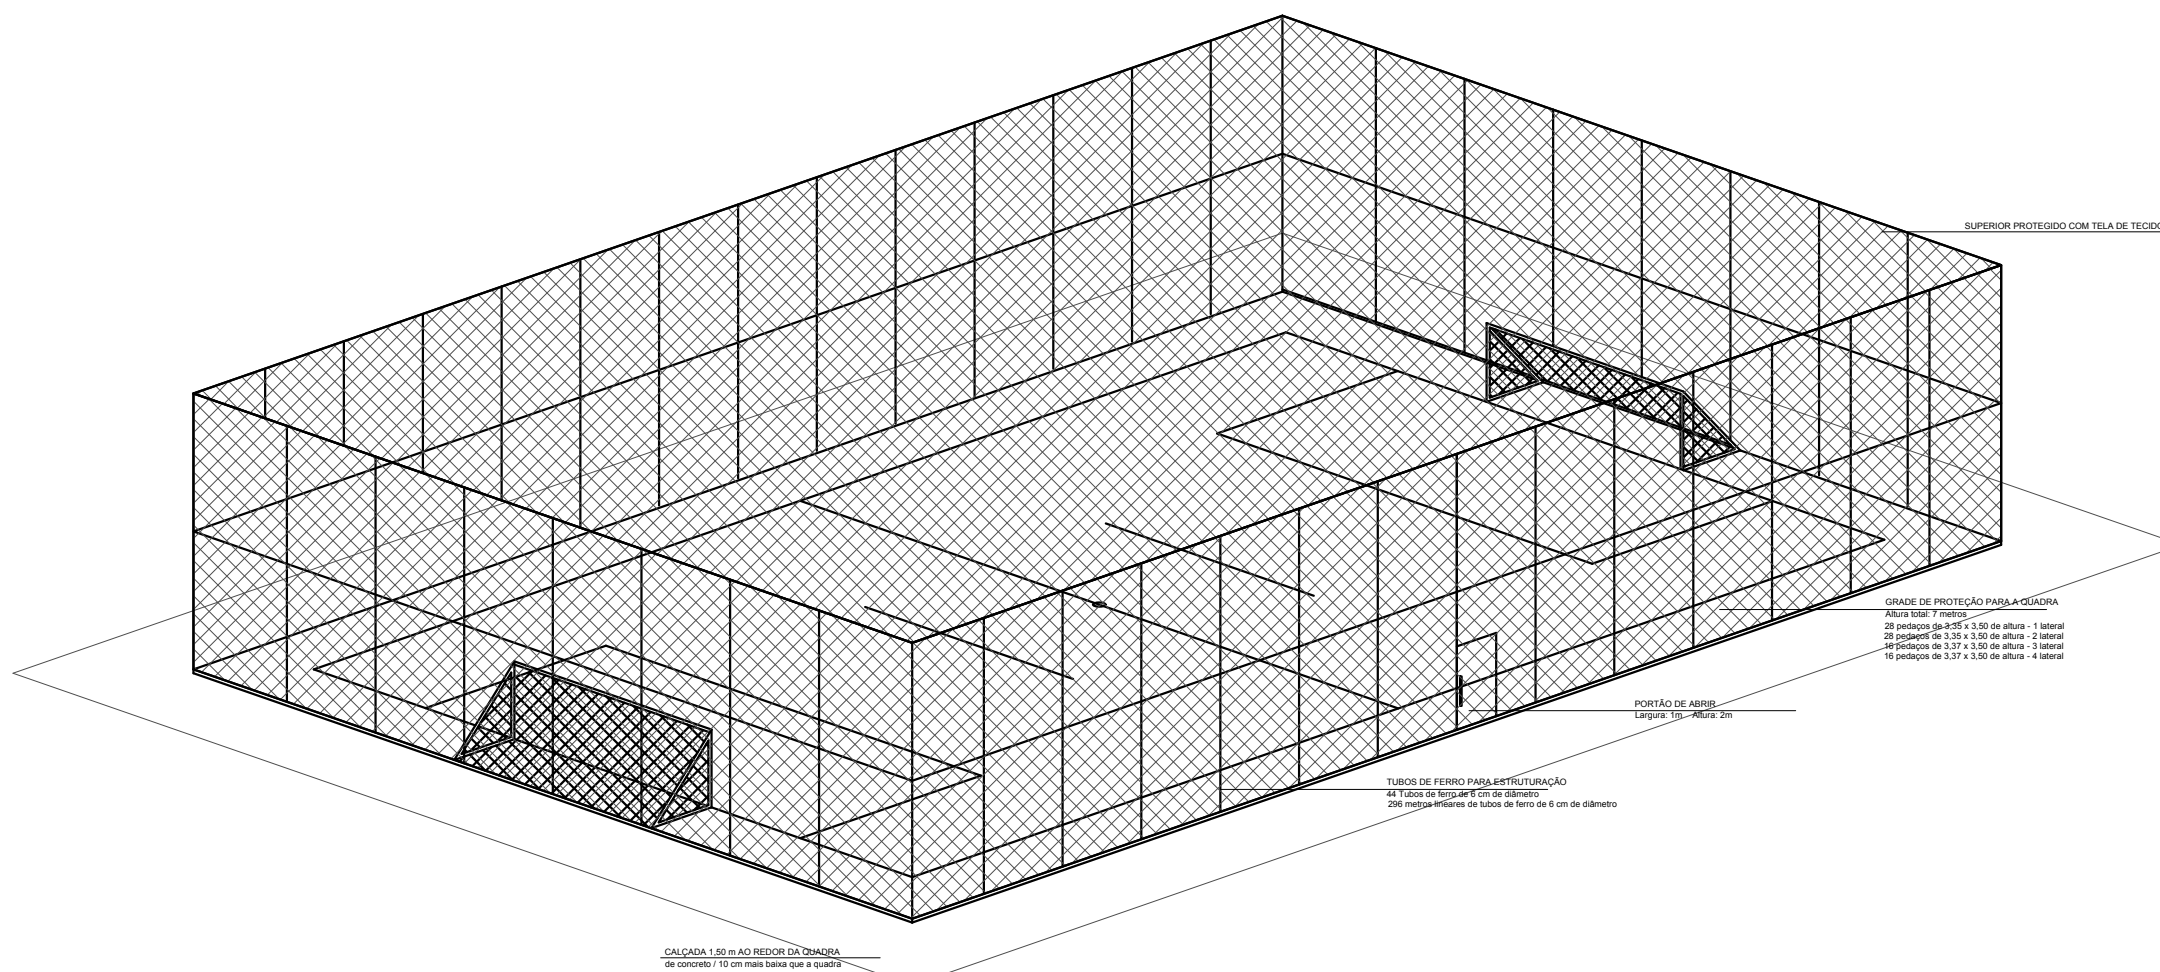 SUPERIOR PROTEGIDO COM TELA DE TECIDO
GRADE DE PROTEÇÃO PARA A QUADRA
Altura total: 7 metros
28 pedaços de 3,35 x 3,50 de altura - 1 lateral
28 pedaços de 3,35 x 3,50 de altura - 2 lateral
16 pedaços de 3,37 x 3,50 de altura - 3 lateral
16 pedaços de 3,37 x 3,50 de altura - 4 lateral
PORTÃO DE ABRIR
Largura: 1m Altura: 2m
TUBOS DE FERRO PARA ESTRUTURAÇÃO
44 Tubos de ferro de 6 cm de diâmetro
296 metros lineares de tubos de ferro de 6 cm de diâmetro
CALÇADA 1,50 m AO REDOR DA QUADRA
de concreto / 10 cm mais baixa que a quadra